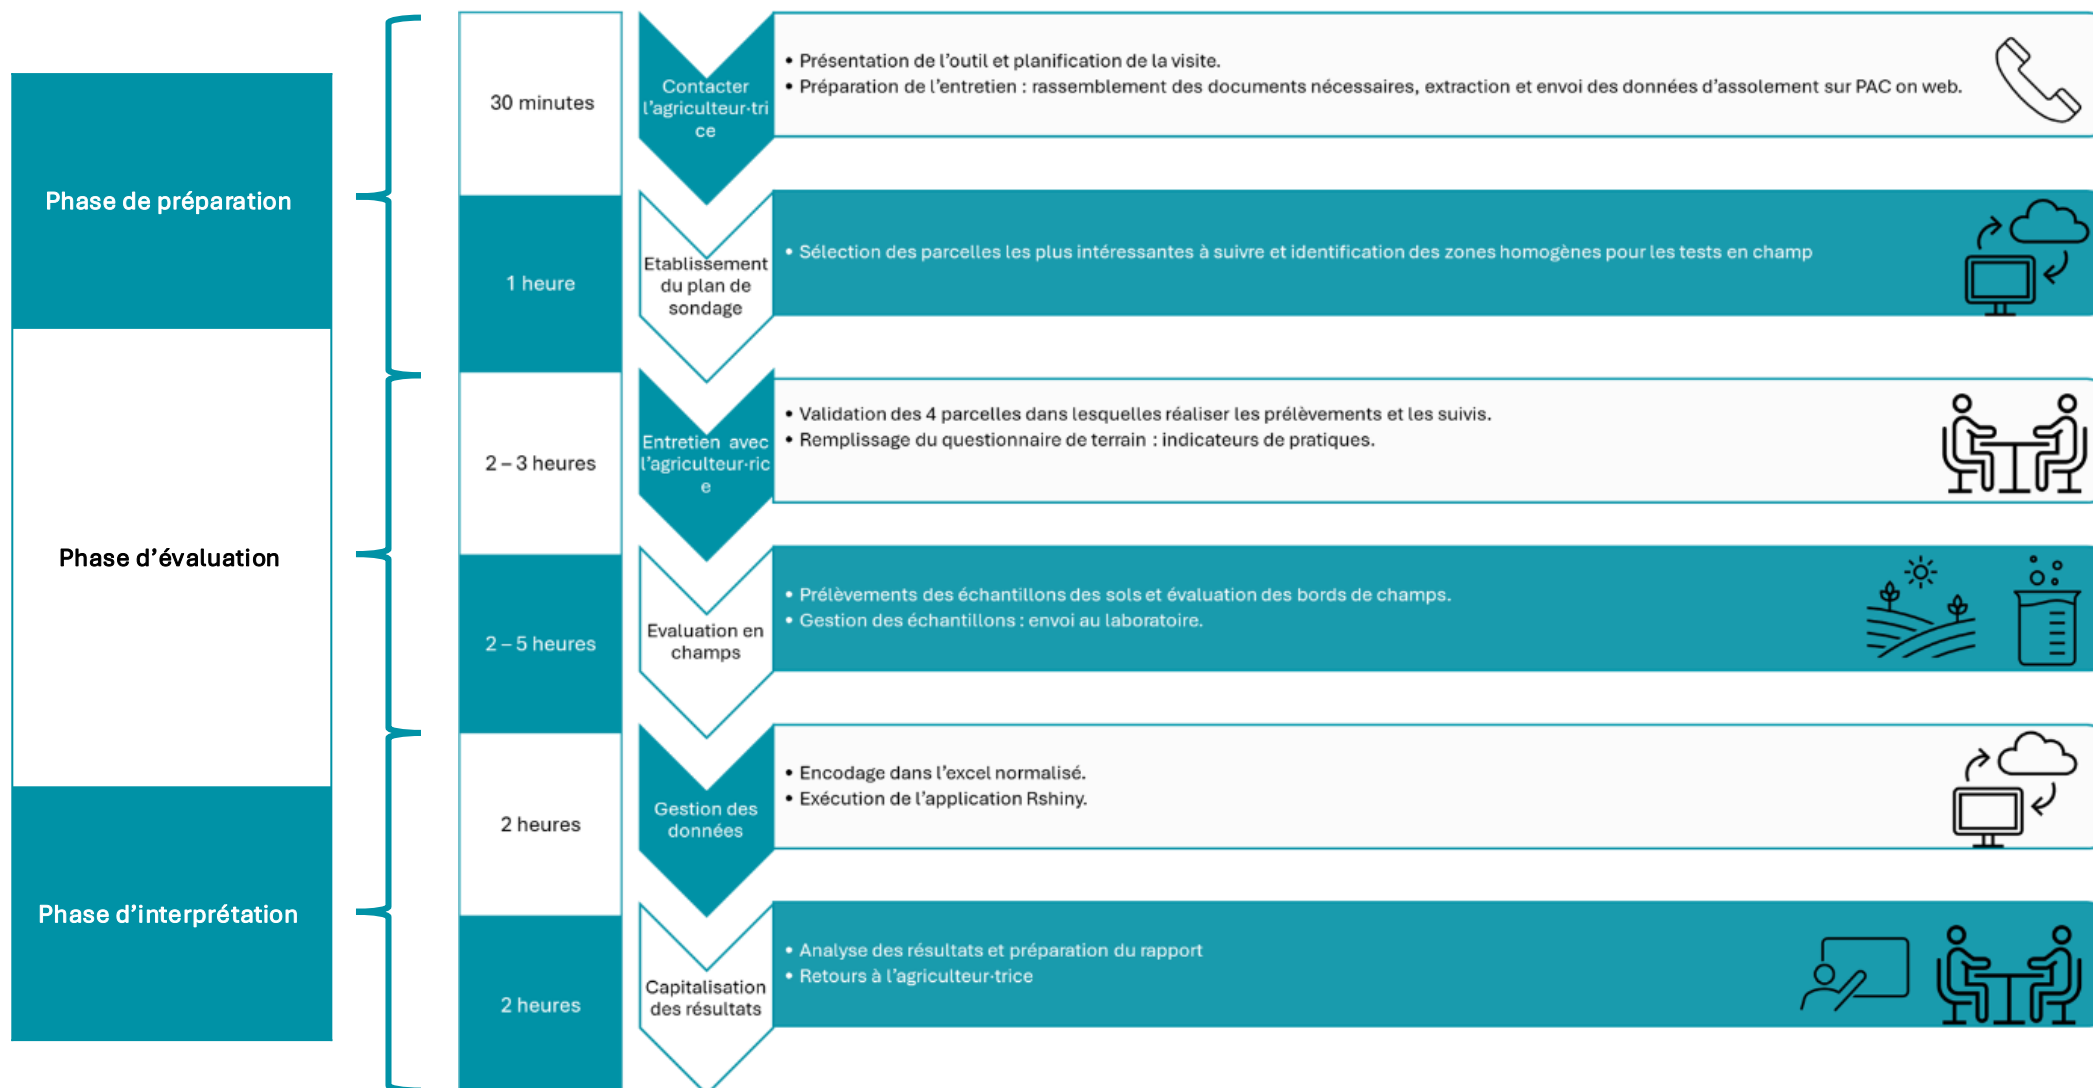 Phase de préparation
Phase d'évaluation
Phase d'interprétation
30 minutes
Contacter
l'agriculteur·tri
ce
• Présentation de l'outil et planification de la visite.
• Préparation de l'entretien : rassemblement des documents nécessaires, extraction et envoi des données d'assolement sur PAC on web.
1 heure
Etablissement
du plan de
sondage
• Sélection des parcelles les plus intéressantes à suivre et identification des zones homogènes pour les tests en champ
2 – 3 heures
Entretien avec
l'agriculteur·ric
e
• Validation des 4 parcelles dans lesquelles réaliser les prélèvements et les suivis.
• Remplissage du questionnaire de terrain : indicateurs de pratiques.
2 – 5 heures
Evaluation en
champs
• Prélèvements des échantillons des sols et évaluation des bords de champs.
• Gestion des échantillons : envoi au laboratoire.
2 heures
Gestion des
données
• Encodage dans l'excel normalisé.
• Exécution de l'application Rshiny.
2 heures
Capitalisation
des résultats
• Analyse des résultats et préparation du rapport
• Retours à l'agriculteur·trice